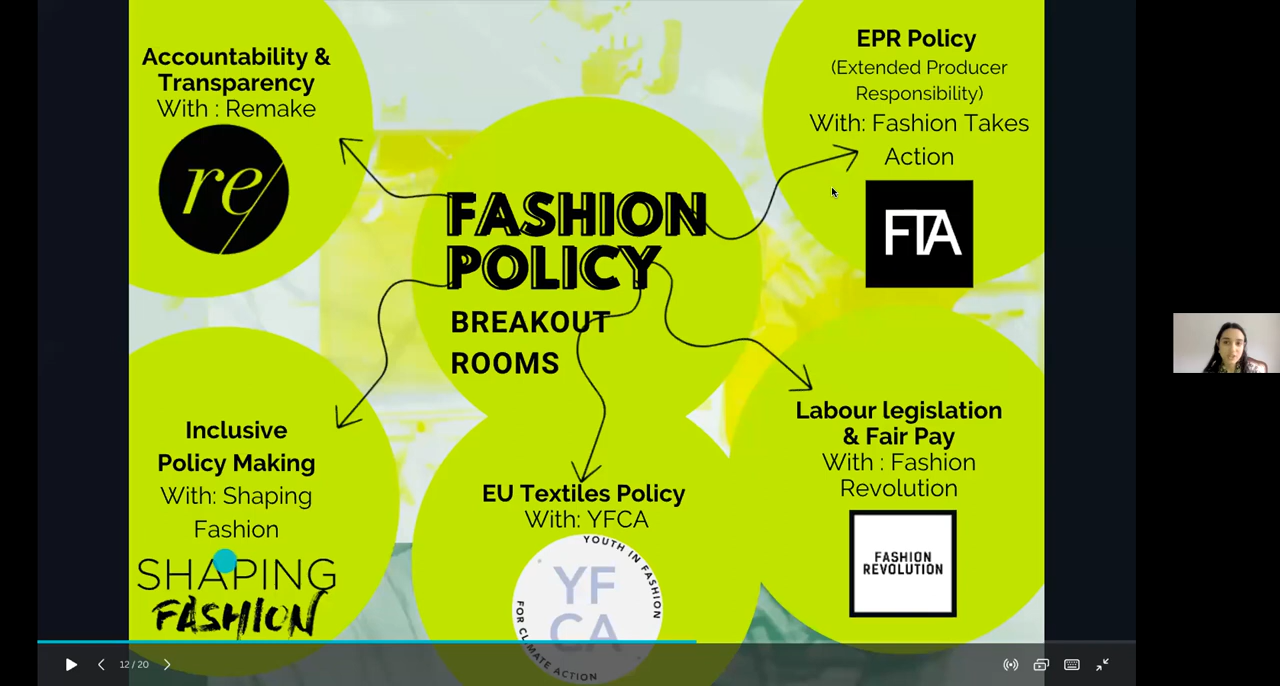 Accountability &
Transparency
With : Remake
re/
EPR Policy
(Extended Producer
Responsibility)
With: Fashion Takes
Action
FTA
FASHION
POLICY
BREAKOUT
ROOMS
Inclusive
Policy Making
With: Shaping
Fashion
SHAPING
FASHION
EU Textiles Policy
With: YFCA
YOUTH IN FASHION
YF
CA
FOR CLIMATE ACTION
Labour legislation
& Fair Pay
With : Fashion
Revolution
FASHION
REVOLUTION
12 / 20